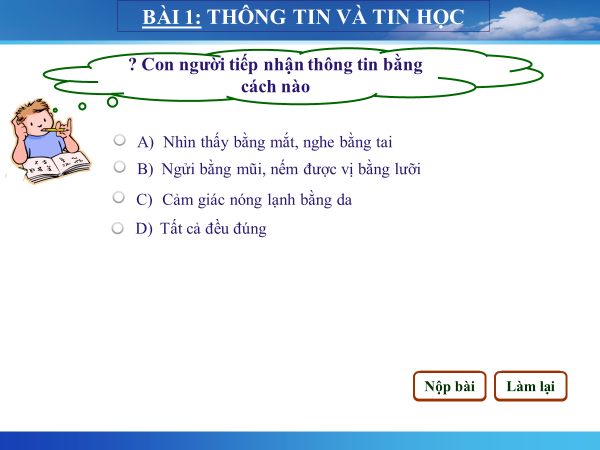 BÀI 1: THÔNG TIN VÀ TIN HỌC
? Con người tiếp nhận thông tin bằng
cách nào
A) Nhìn thấy bằng mắt, nghe bằng tai
B) Ngửi bằng mũi, nếm được vị bằng lưỡi
C) Cảm giác nóng lạnh bằng da
D) Tất cả đều đúng
Nộp bài
Làm lại